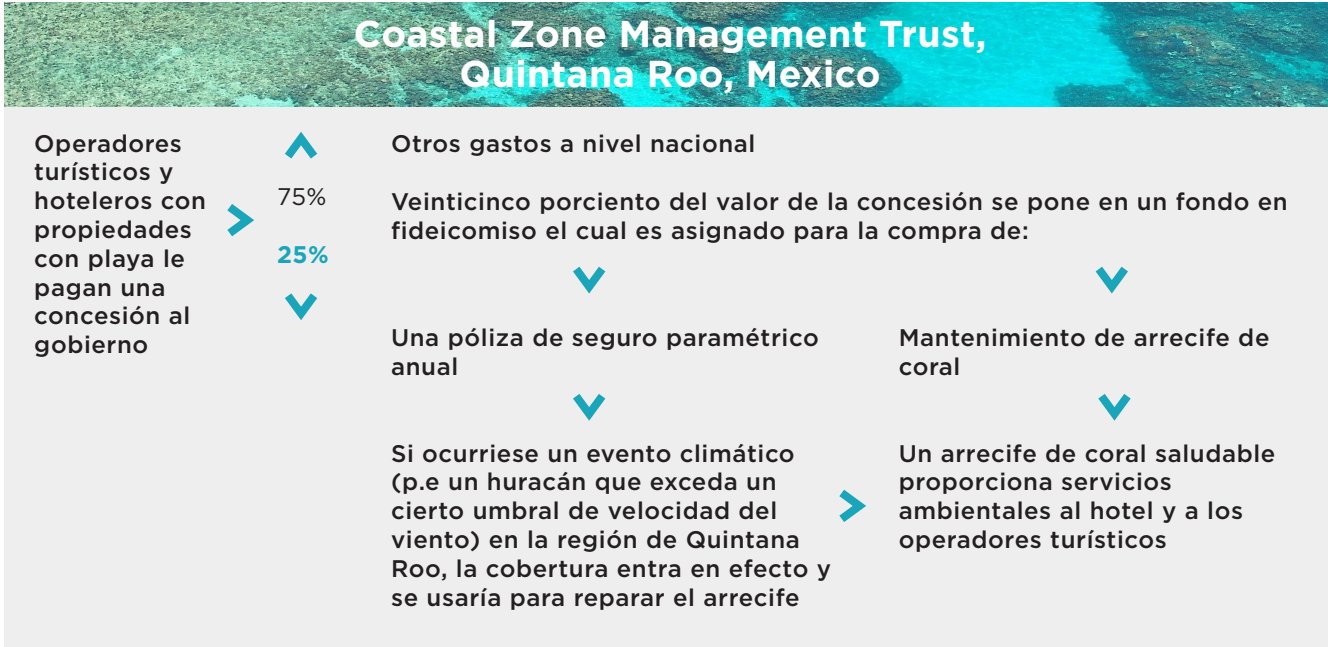 Coastal Zone Management Trust,
Quintana Roo, Mexico
Operadores
turísticos y
hoteleros con
propiedades
con playa le
pagan una
concesión al
gobierno
75%
25%
Otros gastos a nivel nacional
Veinticinco porciento del valor de la concesión se pone en un fondo en
fideicomiso el cual es asignado para la compra de:
Una póliza de seguro paramétrico
anual
Si ocurriese un evento climático
(p.e un huracán que exceda un
cierto umbral de velocidad del
viento) en la región de Quintana
Roo, la cobertura entra en efecto y
se usaría para reparar el arrecife
Mantenimiento de arrecife de
coral
Un arrecife de coral saludable
proporciona servicios
ambientales al hotel y a los
operadores turísticos